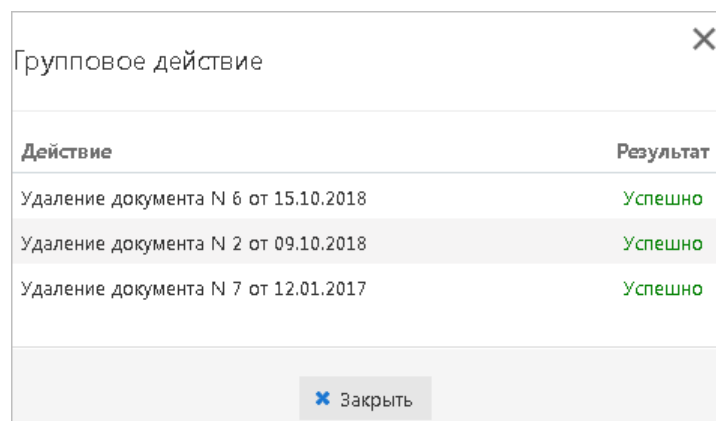 Групповое действие
Действие Результат
Удаление документа N 6 от 15.10.2018 Успешно
Удаление документа N 2 от 09.10.2018 Успешно
Удаление документа N 7 от 12.01.2017 Успешно
Закрыть